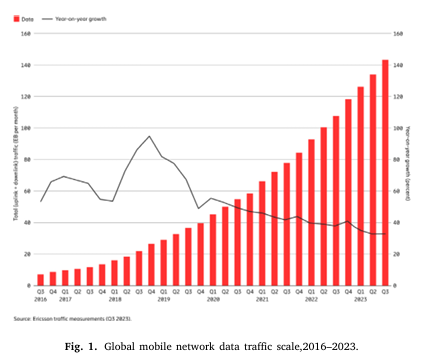 Data Year-on-year growth
160 160
140 140
120 120
100 100
80 80
60 60
40 40
20 20
0 0
Total (uplink + downlink) traffic (EB per month)
Year-on-year growth (percent)
Q3 Q4 Q1 Q2 Q3 Q4 Q1 Q2 Q3 Q4 Q1 Q2 Q3 Q4 Q1 Q2 Q3 Q4 Q1 Q2 Q3 Q4 Q1 Q2 Q3 Q4 Q1 Q2 Q3
2016 2017 2018 2019 2020 2021 2022 2023
Source: Ericsson traffic measurements (Q3 2023).
Fig. 1. Global mobile network data traffic scale,2016–2023.